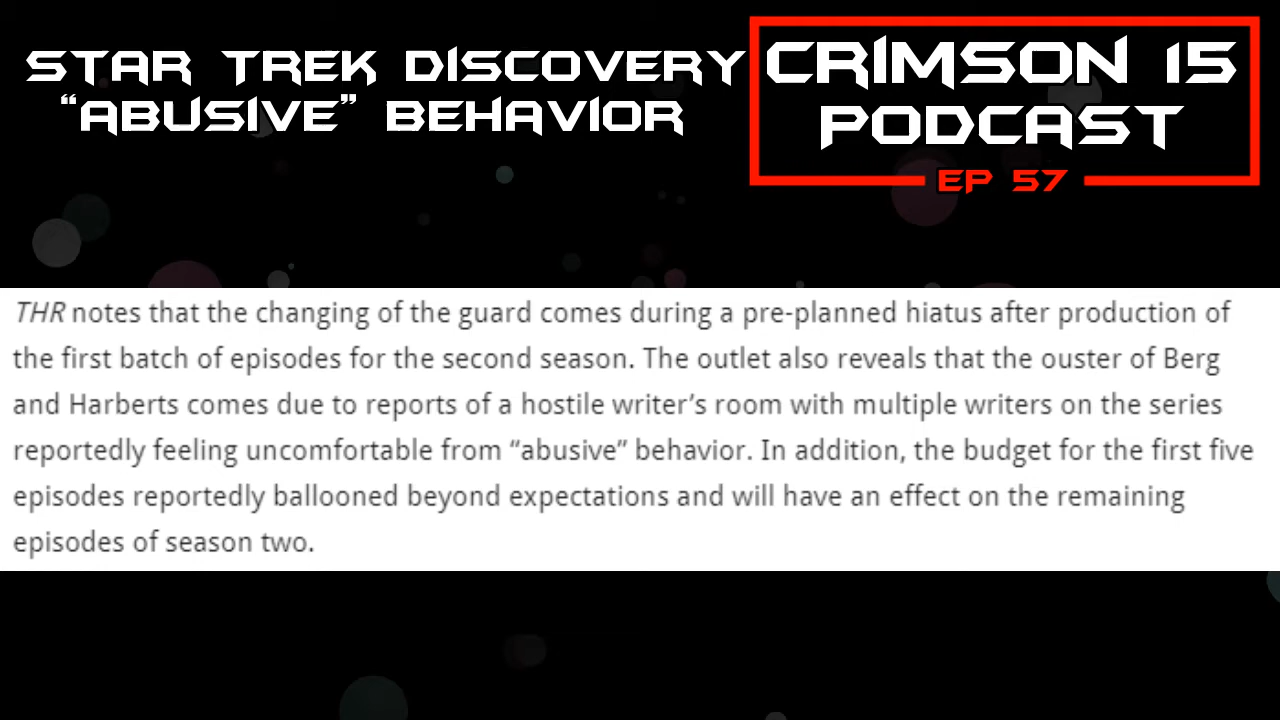 STAR TREK DISCOVERY
“ABUSIVE” BEHAVIOR
CRIMSON 15
PODCAST
EP 57
THR notes that the changing of the guard comes during a pre-planned hiatus after production of
the first batch of episodes for the second season. The outlet also reveals that the ouster of Berg
and Harberts comes due to reports of a hostile writer’s room with multiple writers on the series
reportedly feeling uncomfortable from “abusive” behavior. In addition, the budget for the first five
episodes reportedly ballooned beyond expectations and will have an effect on the remaining
episodes of season two.